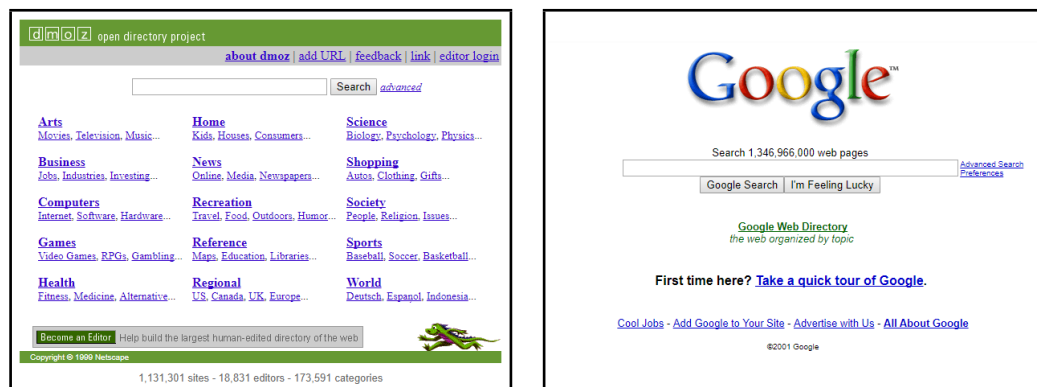 dmoz open directory project
about dmoz | add URL | feedback | link | editor login
Search advanced
Arts
Movies, Television, Music...
Home
Kids, Houses, Consumers...
Science
Biology, Psychology, Physics...
Business
Jobs, Industries, Investing...
News
Online, Media, Newspapers...
Shopping
Autos, Clothing, Gifts...
Computers
Internet, Software, Hardware...
Recreation
Travel, Food, Outdoors, Humor...
Society
People, Religion, Issues...
Games
Video Games, RPGs, Gambling...
Reference
Maps, Education, Libraries...
Sports
Baseball, Soccer, Basketball...
Health
Fitness, Medicine, Alternative...
Regional
US, Canada, UK, Europe...
World
Deutsch, Espanol, Indonesia...
Become an Editor Help build the largest human-edited directory of the web
Copyright © 1999 Netscape
1,131,301 sites - 18,831 editors - 173,591 categories
Google™
Search 1,346,966,000 web pages
Advanced Search
Preferences
Google Search I'm Feeling Lucky
Google Web Directory
the web organized by topic
First time here? Take a quick tour of Google.
Cool Jobs - Add Google to Your Site - Advertise with Us - All About Google
©2001 Google